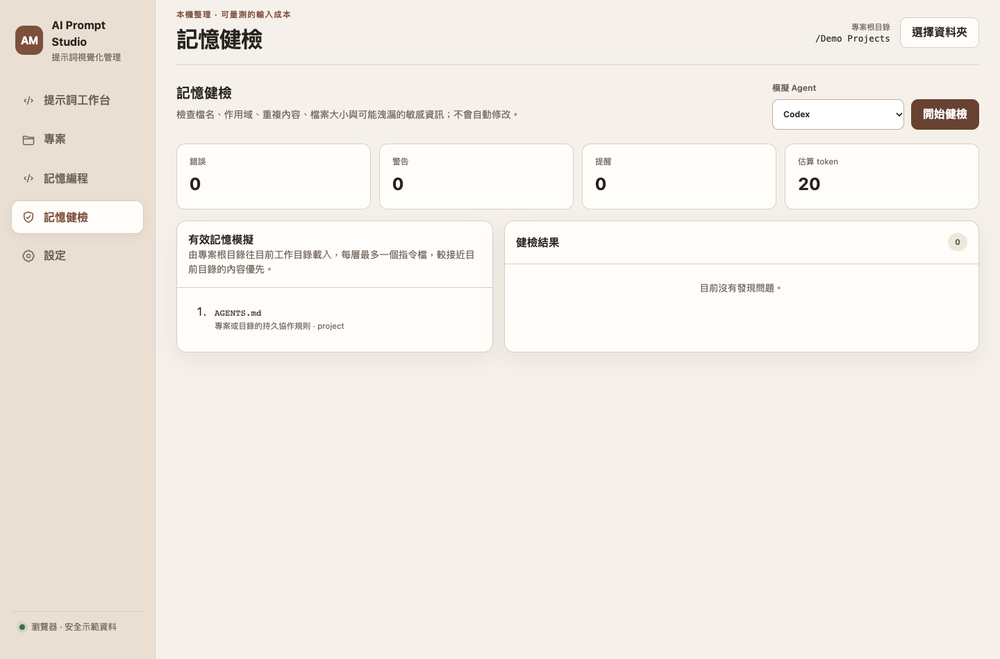 AM
AI Prompt
Studio
提示詞視覺化管理
提示詞工作台
專案
記憶編程
記憶健檢
設定
瀏覽器 · 安全示範資料
本機整理 · 可量測的輸入成本
記憶健檢
專案根目錄
/Demo Projects
選擇資料夾
記憶健檢
檢查檔名、作用域、重複內容、檔案大小與可能洩漏的敏感資訊；不會自動修改。
模擬 Agent
Codex
開始健檢
錯誤
0
警告
0
提醒
0
估算 token
20
有效記憶模擬
由專案根目錄往目前工作目錄載入，每層最多一個指令檔，較接近目
前目錄的內容優先。
1. AGENTS.md
專案或目錄的持久協作規則 · project
健檢結果
0
目前沒有發現問題。